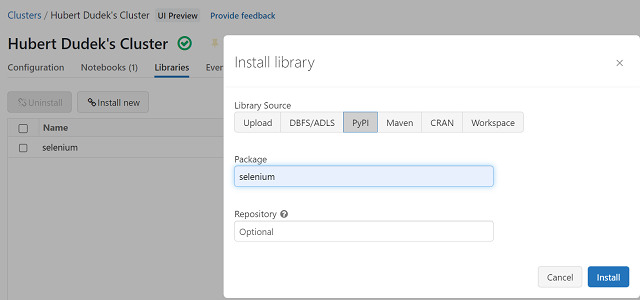 Clusters / Hubert Dudek's Cluster UI Preview Provide feedback
Hubert Dudek's Cluster
Configuration Notebooks (1) Libraries Even
Uninstall Install new
Name
selenium
Install library ×
Library Source
Upload DBFS/ADLS PyPI Maven CRAN Workspace
Package
selenium
Repository ?
Optional
Cancel Install